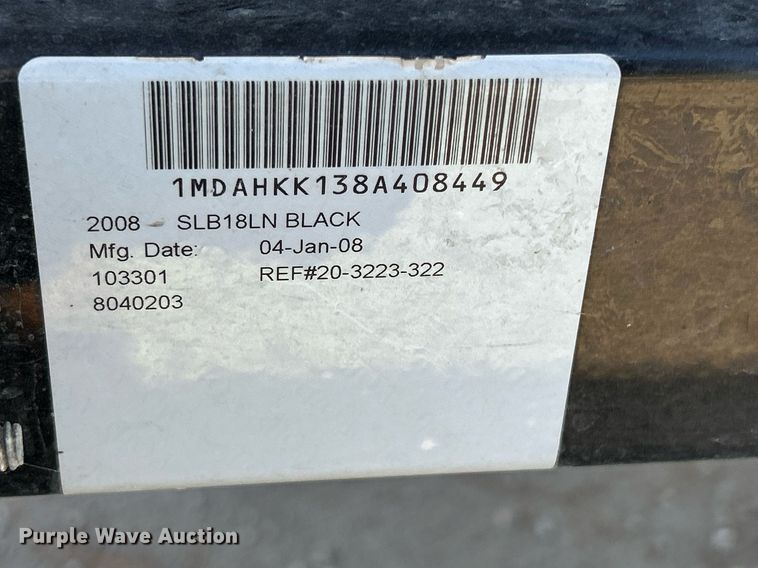 1MDAHKK138A408449
2008 - SLB18LN BLACK
Mfg. Date: 04-Jan-08
103301 REF#20-3223-322
8040203
Purple Wave Auction